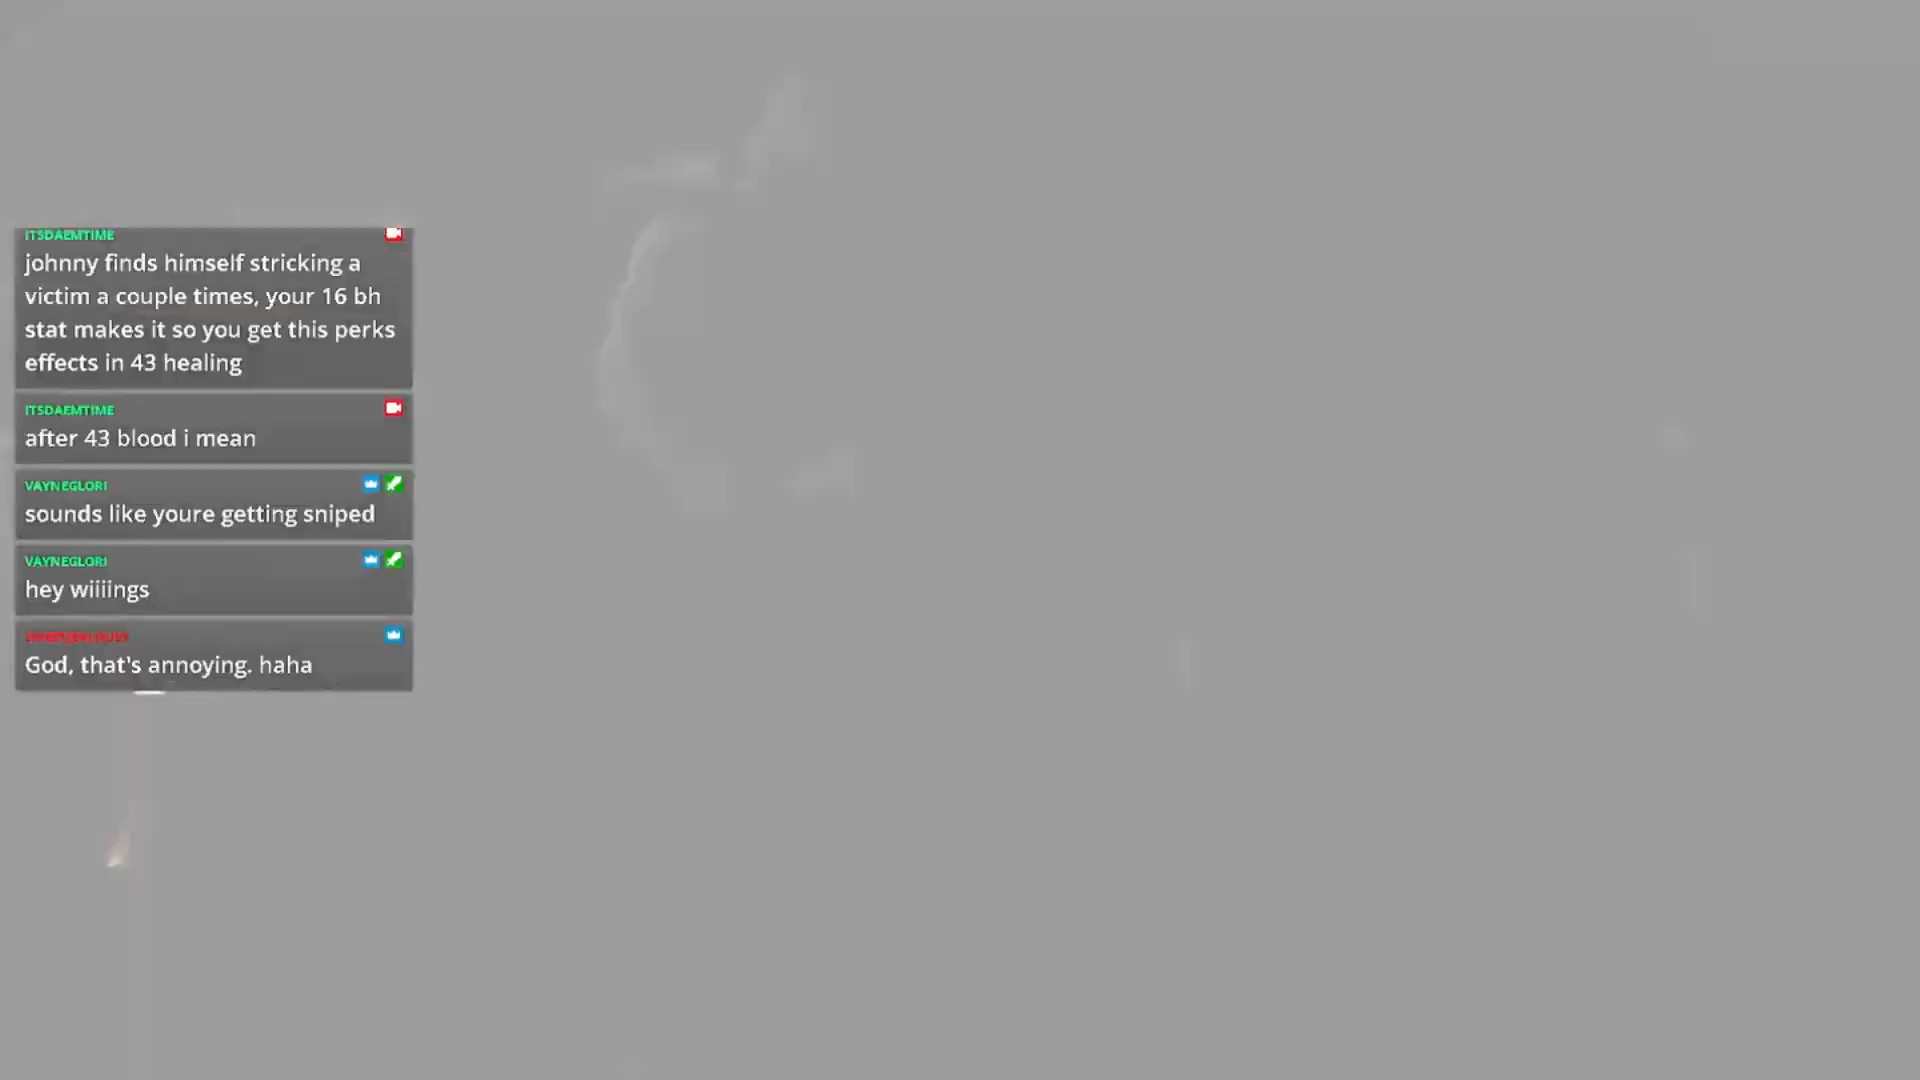 ITSDAEMTIME
johnny finds himself stricking a
victim a couple times, your 16 bh
stat makes it so you get this perks
effects in 43 healing
ITSDAEMTIME
after 43 blood i mean
VAYNEGLORI
sounds like youre getting sniped
VAYNEGLORI
hey wiiiings
God, that's annoying. haha